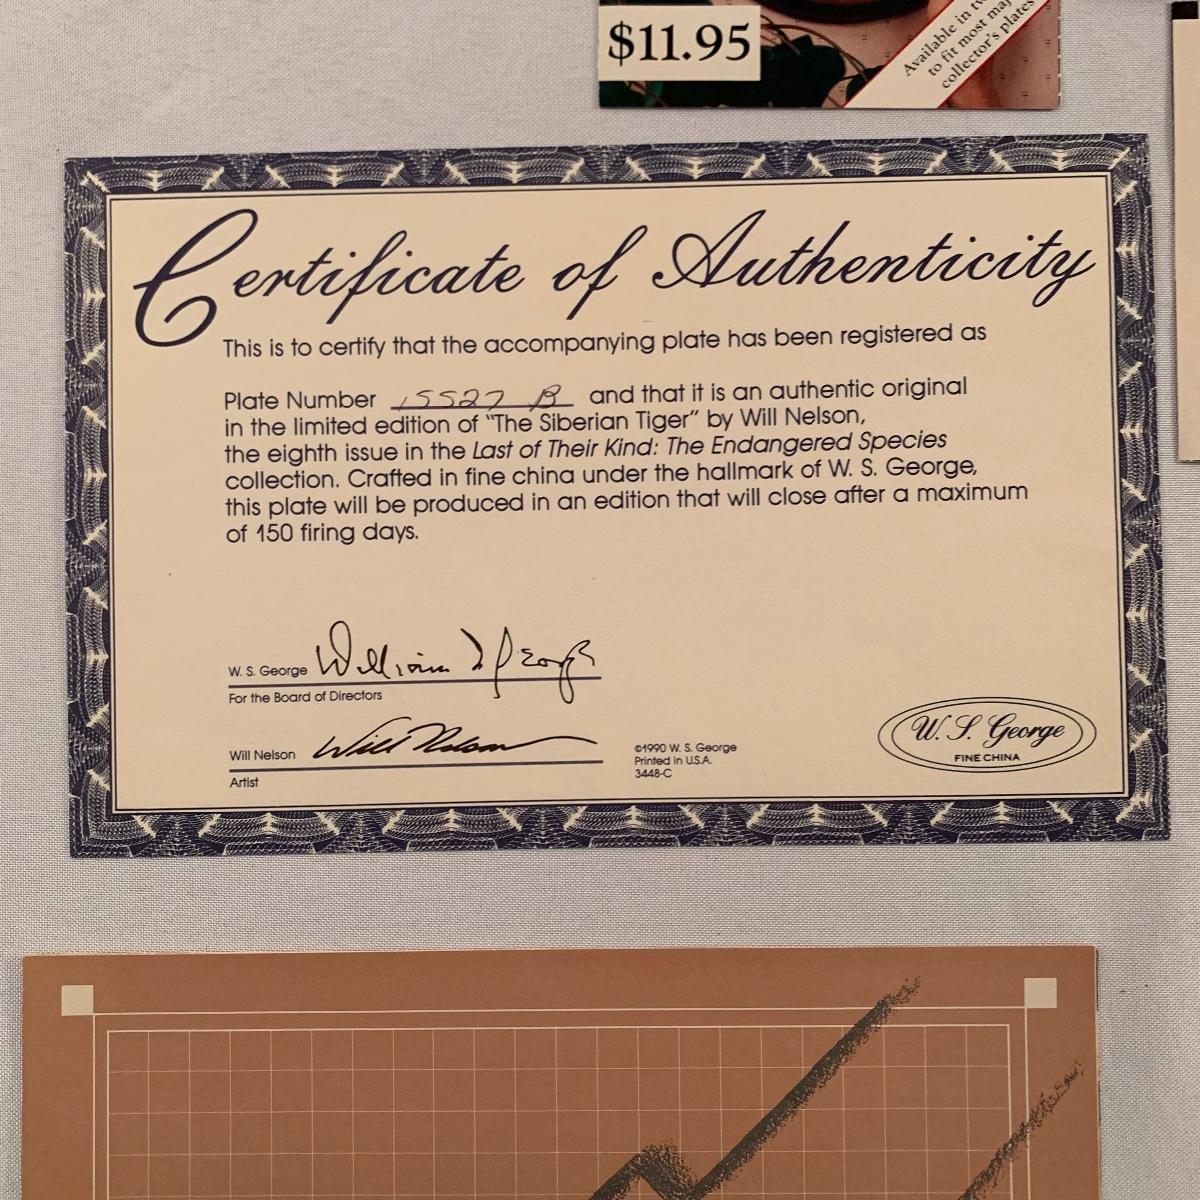 $11.95
Available in tw
to fit most maj
collector's plates
Certificate of Authenticity
This is to certify that the accompanying plate has been registered as
Plate Number 15527 B and that it is an authentic original
in the limited edition of "The Siberian Tiger" by Will Nelson,
the eighth issue in the Last of Their Kind: The Endangered Species
collection. Crafted in fine china under the hallmark of W. S. George,
this plate will be produced in an edition that will close after a maximum
of 150 firing days.
W. S. George William S George
For the Board of Directors
Will Nelson Will Nelson
Artist
©1990 W. S. George
Printed in U.S.A.
3448-C
W. S. George
FINE CHINA